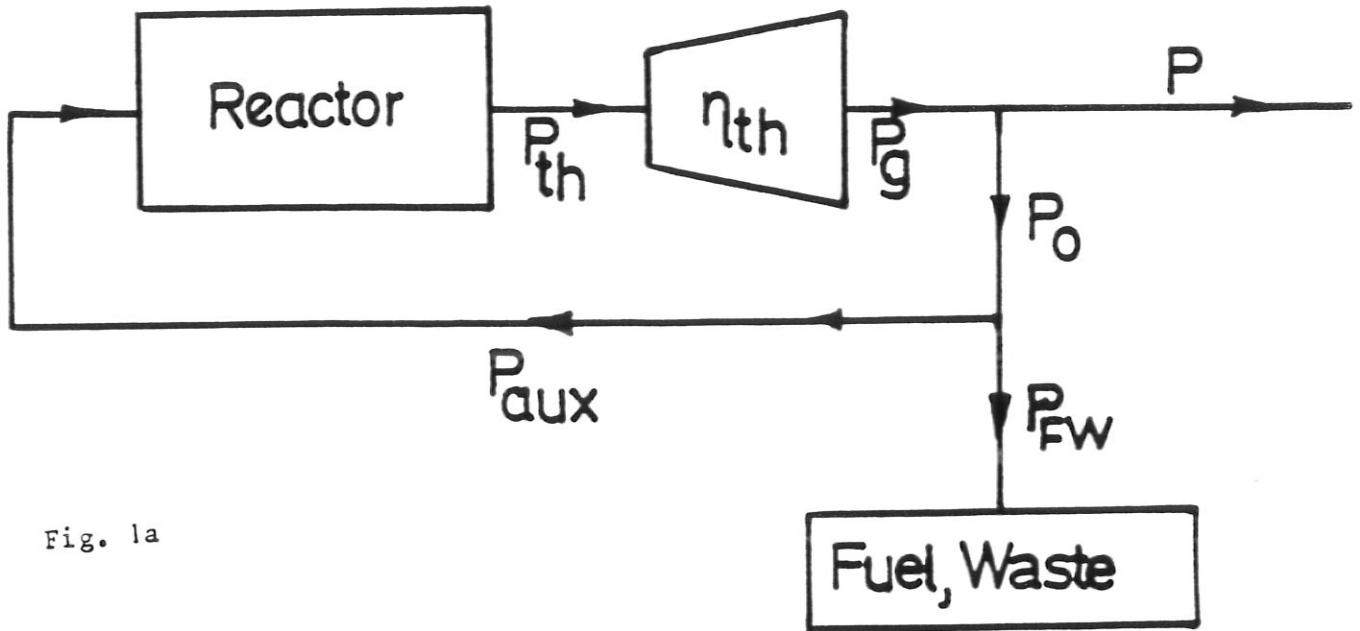 Reactor
P_th
η_th
P_g
P
P_o
P_aux
P_FW
Fuel, Waste
Fig. 1a